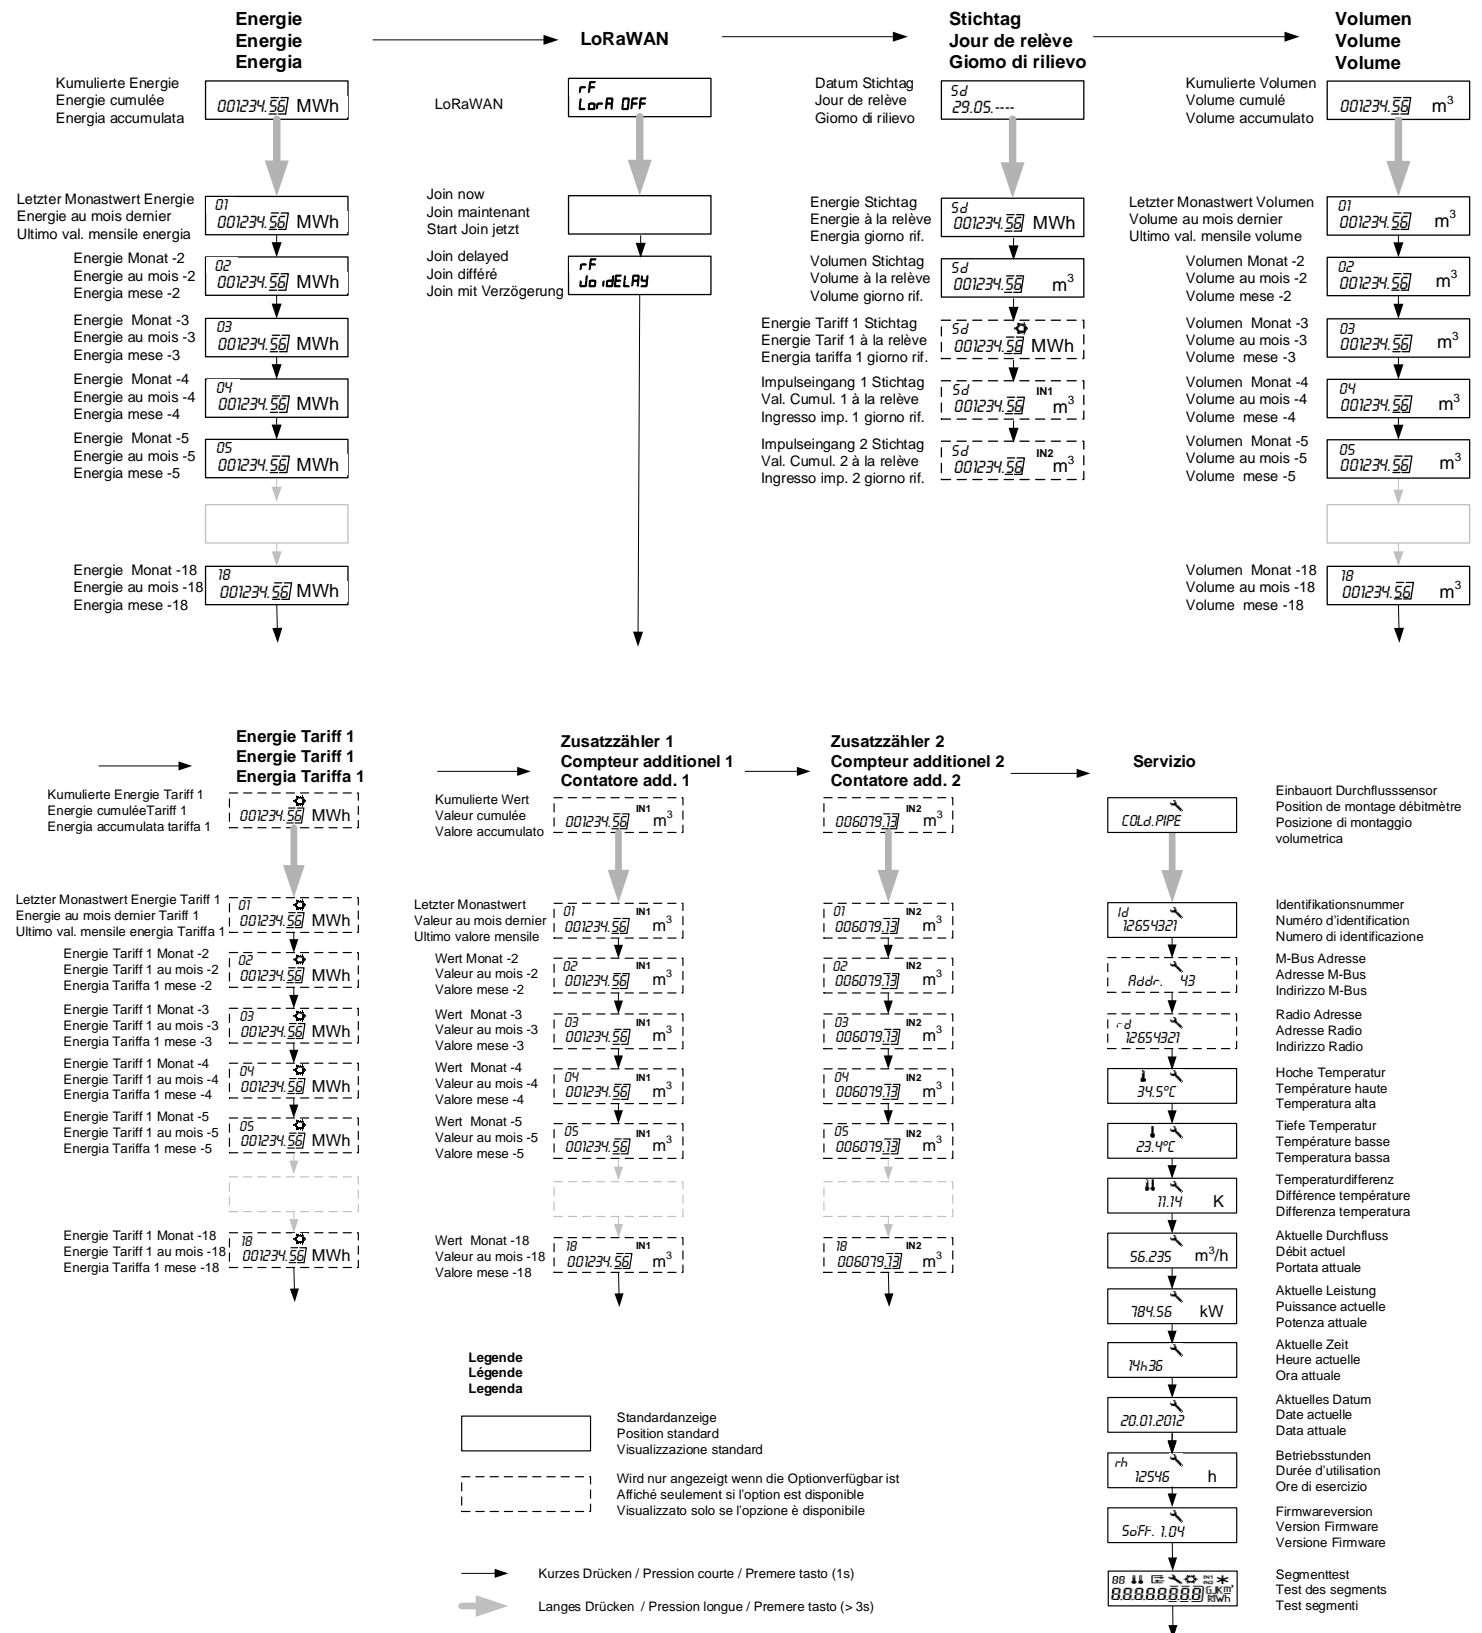 Energie
Energie
Energia
Kumulierte Energie
Energie cumulée
Energia accumulata
001234.56 MWh
Letzter Monastwert Energie
Energie au mois dernier
Ultimo val. mensile energia
01
001234.56 MWh
Energie Monat -2
Energie au mois -2
Energia mese -2
02
001234.56 MWh
Energie Monat -3
Energie au mois -3
Energia mese -3
03
001234.56 MWh
Energie Monat -4
Energie au mois -4
Energia mese -4
04
001234.56 MWh
Energie Monat -5
Energie au mois -5
Energia mese -5
05
001234.56 MWh
Energie Monat -18
Energie au mois -18
Energia mese -18
18
001234.56 MWh
LoRaWAN
LoRaWAN
rF
LorA OFF
Join now
Join maintenant
Start Join jetzt
Join delayed
Join différé
Join mit Verzögerung
rF
JoidELAY
Stichtag
Jour de relève
Giomo di rilievo
Datum Stichtag
Jour de relève
Giomo di rilievo
Sd
29.05.----
Energie Stichtag
Energie à la relève
Energia giorno rif.
Sd
001234.56 MWh
Volumen Stichtag
Volume à la relève
Volume giorno rif.
Sd
001234.56 m³
Energie Tariff 1 Stichtag
Energie Tarif 1 à la relève
Energia tariffa 1 giorno rif.
Sd
001234.56 MWh
Impulseingang 1 Stichtag
Val. Cumul. 1 à la relève
Ingresso imp. 1 giorno rif.
Sd IN1
001234.56 m³
Impulseingang 2 Stichtag
Val. Cumul. 2 à la relève
Ingresso imp. 2 giorno rif.
Sd IN2
001234.56 m³
Volumen
Volume
Volume
Kumulierte Volumen
Volume cumulé
Volume accumulato
001234.56 m³
Letzter Monastwert Volumen
Volume au mois dernier
Ultimo val. mensile volume
01
001234.56 m³
Volumen Monat -2
Volume au mois -2
Volume mese -2
02
001234.56 m³
Volumen Monat -3
Volume au mois -3
Volume mese -3
03
001234.56 m³
Volumen Monat -4
Volume au mois -4
Volume mese -4
04
001234.56 m³
Volumen Monat -5
Volume au mois -5
Volume mese -5
05
001234.56 m³
Volumen Monat -18
Volume au mois -18
Volume mese -18
18
001234.56 m³
Energie Tariff 1
Energie Tariff 1
Energia Tariffa 1
Kumulierte Energie Tariff 1
Energie cumuléeTariff 1
Energia accumulata tariffa 1
001234.56 MWh
Letzter Monastwert Energie Tariff 1
Energie au mois dernier Tariff 1
Ultimo val. mensile energia Tariffa 1
01
001234.56 MWh
Energie Tariff 1 Monat -2
Energie Tariff 1 au mois -2
Energia Tariffa 1 mese -2
02
001234.56 MWh
Energie Tariff 1 Monat -3
Energie Tariff 1 au mois -3
Energia Tariffa 1 mese -3
03
001234.56 MWh
Energie Tariff 1 Monat -4
Energie Tariff 1 au mois -4
Energia Tariffa 1 mese -4
04
001234.56 MWh
Energie Tariff 1 Monat -5
Energie Tariff 1 au mois -5
Energia Tariffa 1 mese -5
05
001234.56 MWh
Energie Tariff 1 Monat -18
Energie Tariff 1 au mois -18
Energia Tariffa 1 mese -18
18
001234.56 MWh
Zusatzzähler 1
Compteur additionel 1
Contatore add. 1
Kumulierte Wert
Valeur cumulée
Valore accumulato
IN1
001234.56 m³
Letzter Monastwert
Valeur au mois dernier
Ultimo valore mensile
01 IN1
001234.56 m³
Wert Monat -2
Valeur au mois -2
Valore mese -2
02 IN1
001234.56 m³
Wert Monat -3
Valeur au mois -3
Valore mese -3
03 IN1
001234.56 m³
Wert Monat -4
Valeur au mois -4
Valore mese -4
04 IN1
001234.56 m³
Wert Monat -5
Valeur au mois -5
Valore mese -5
05 IN1
001234.56 m³
Wert Monat -18
Valeur au mois -18
Valore mese -18
18 IN1
001234.56 m³
Zusatzzähler 2
Compteur additionel 2
Contatore add. 2
IN2
006079.13 m³
01 IN2
006079.13 m³
02 IN2
006079.13 m³
03 IN2
006079.13 m³
04 IN2
006079.13 m³
05 IN2
006079.13 m³
18 IN2
006079.13 m³
Servizio
COLd.PIPE
Einbauort Durchflusssensor
Position de montage débitmètre
Posizione di montaggio
volumetrica
Id
12654321
Identifikationsnummer
Numéro d'identification
Numero di identificazione
Addr. 43
M-Bus Adresse
Adresse M-Bus
Indirizzo M-Bus
rd
12654321
Radio Adresse
Adresse Radio
Indirizzo Radio
34.5°C
Hoche Temperatur
Température haute
Temperatura alta
23.4°C
Tiefe Temperatur
Température basse
Temperatura bassa
11.14 K
Temperaturdifferenz
Différence température
Differenza temperatura
56.235 m³/h
Aktuelle Durchfluss
Débit actuel
Portata attuale
784.56 kW
Aktuelle Leistung
Puissance actuelle
Potenza attuale
14h36
Aktuelle Zeit
Heure actuelle
Ora attuale
20.01.2012
Aktuelles Datum
Date actuelle
Data attuale
rh
12546 h
Betriebsstunden
Durée d'utilisation
Ore di esercizio
SoFF. 1.04
Firmwareversion
Version Firmware
Versione Firmware
88 IN1 IN2
8.8.8.8.8.8.8.8
Segmenttest
Test des segments
Test segmenti
Legende
Légende
Legenda
Standardanzeige
Position standard
Visualizzazione standard
Wird nur angezeigt wenn die Optionverfügbar ist
Affiché seulement si l'option est disponible
Visualizzato solo se l'opzione è disponibile
Kurzes Drücken / Pression courte / Premere tasto (1s)
Langes Drücken / Pression longue / Premere tasto (> 3s)